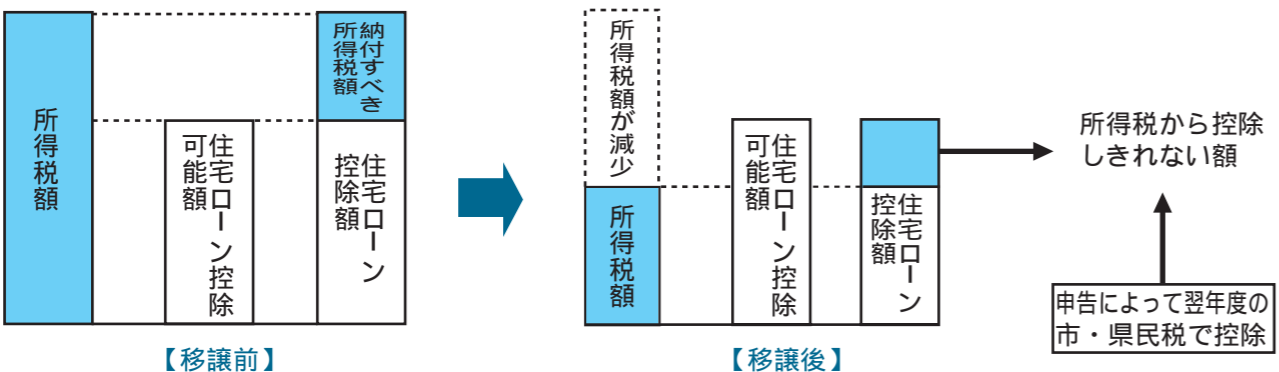 所得税額
住宅ローン控除
可能額
納付すべき
所得税額
住宅ローン
控除額
【移譲前】
所得税額が減少
所得税額
住宅ローン控除
可能額
住宅ローン
控除額
【移譲後】
所得税から控除
しきれない額
申告によって翌年度の
市・県民税で控除